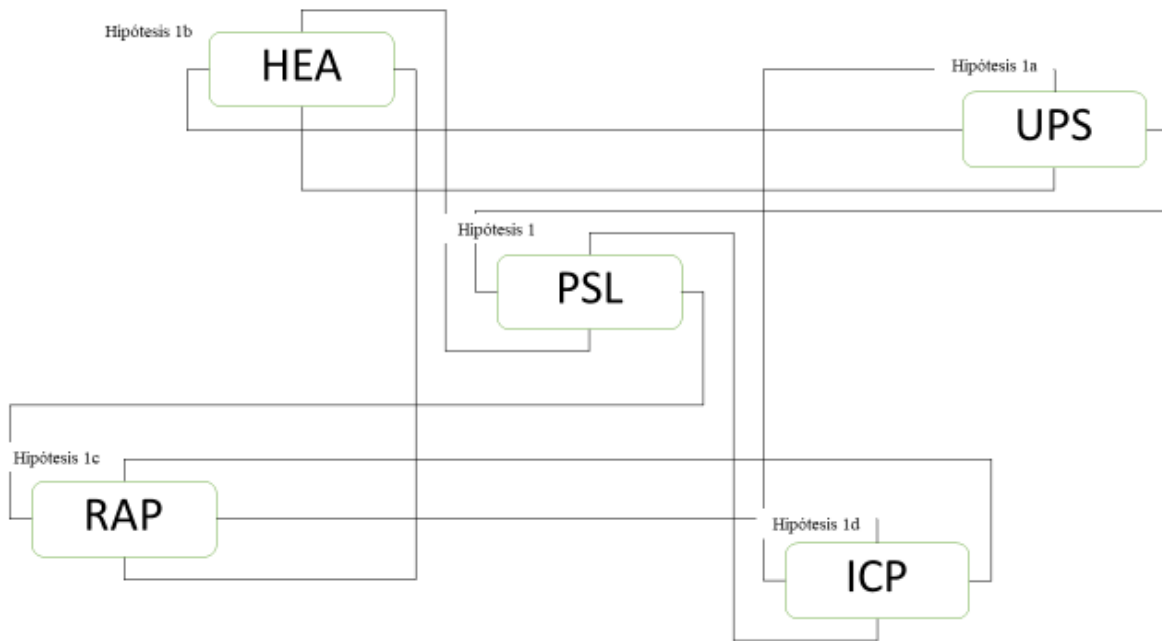 Hipótesis 1b
HEA
Hipótesis 1a
UPS
Hipótesis 1
PSL
Hipótesis 1c
RAP
Hipótesis 1d
ICP